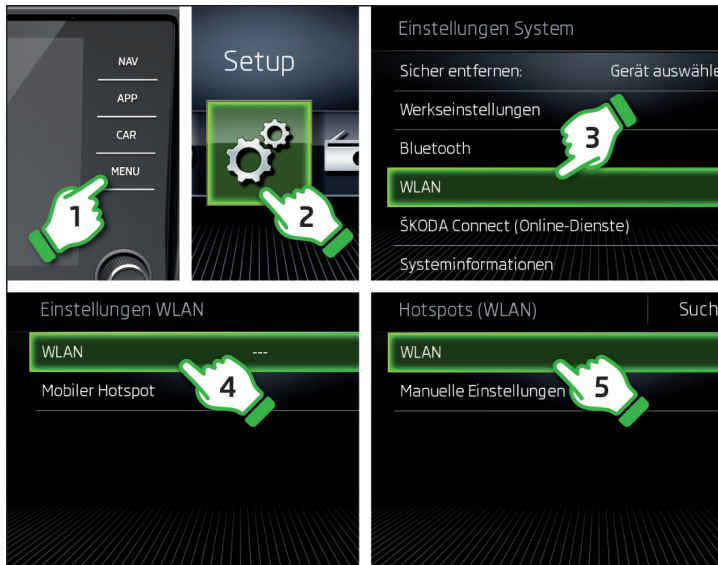 NAV
APP
CAR
MENU
1
Setup
2
Einstellungen System
Sicher entfernen: Gerät auswähle
Werkseinstellungen
Bluetooth
3
WLAN
ŠKODA Connect (Online-Dienste)
Systeminformationen
Einstellungen WLAN
WLAN ---
Mobiler Hotspot
4
Hotspots (WLAN) Such
WLAN
Manuelle Einstellungen
5